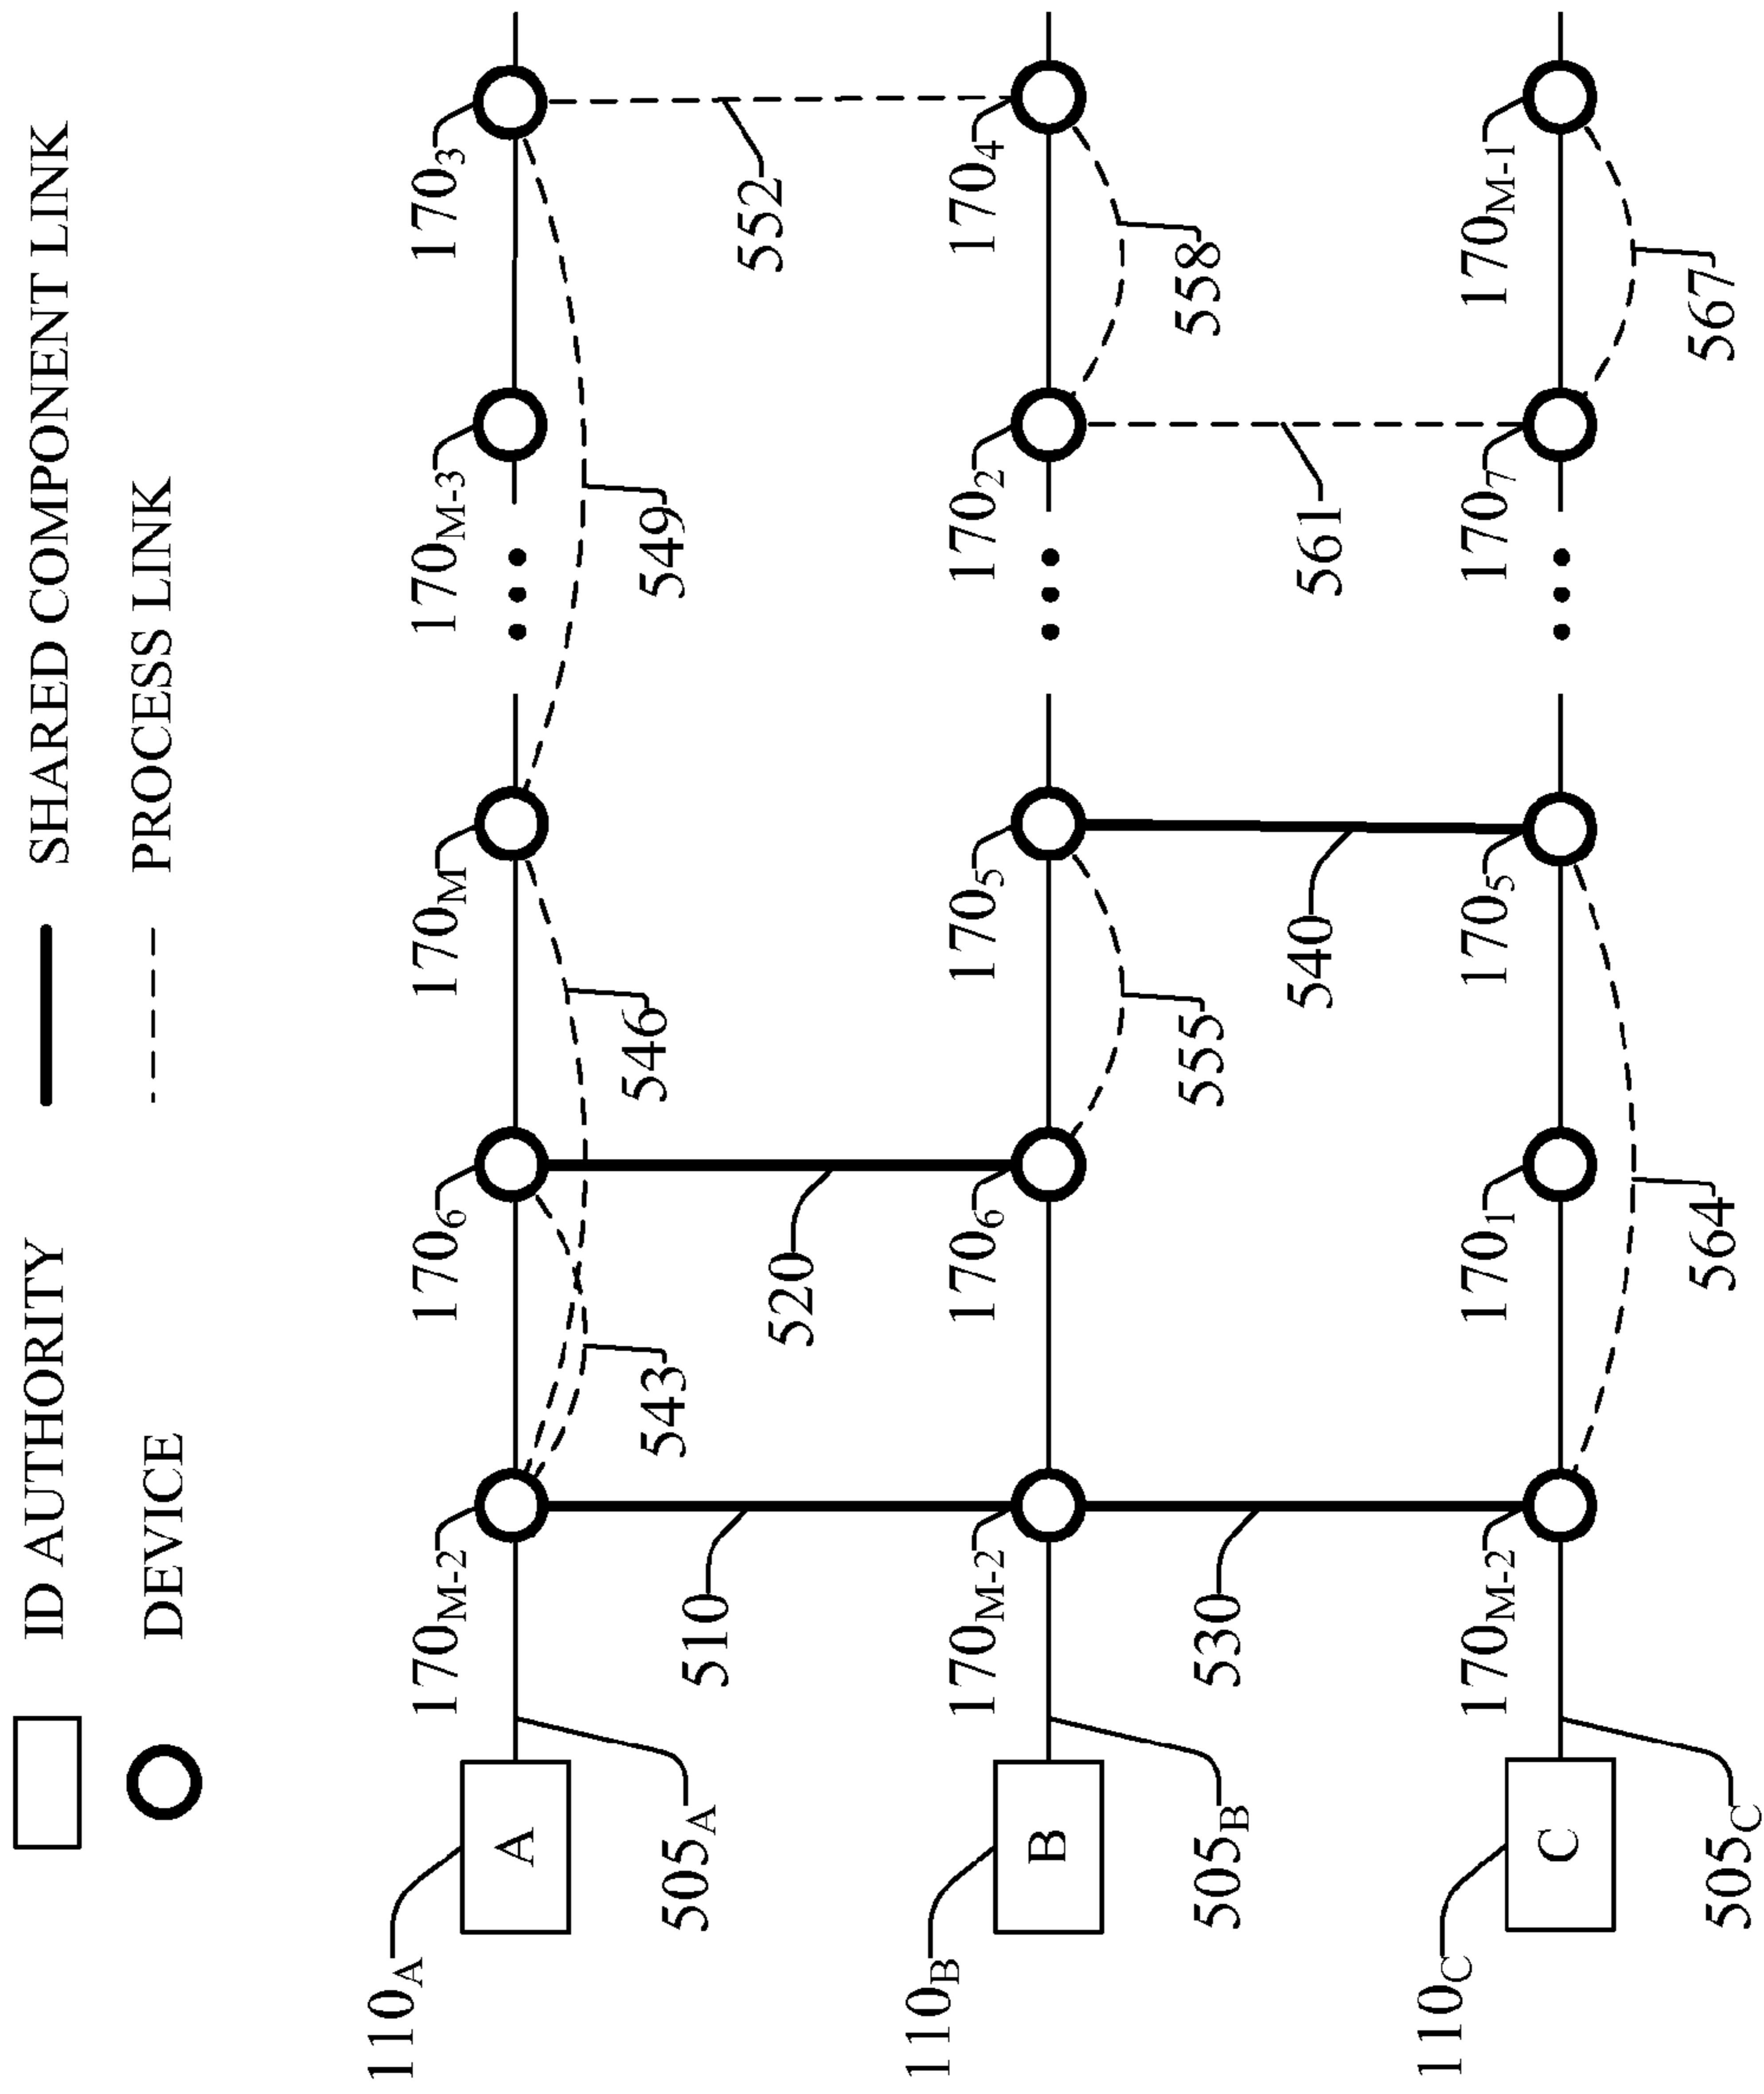 ID AUTHORITY
SHARED COMPONENT LINK
DEVICE
PROCESS LINK
110A
A
505A
170M-2
1706
170M
170M-3
1703
543
546
549
510
520
552
110B
B
505B
170M-2
1706
1705
1702
1704
555
558
530
540
561
110C
C
505C
170M-2
1701
1705
1707
170M-1
564
567